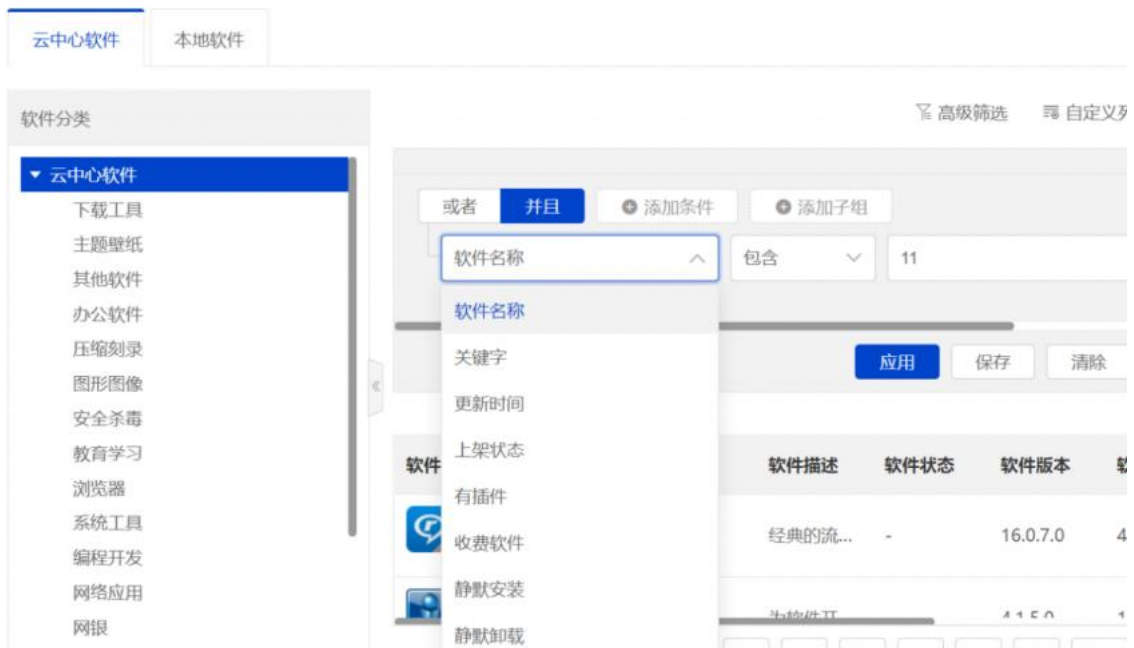 云中心软件
本地软件
软件分类
高级筛选
自定义列
云中心软件
下载工具
主题壁纸
其他软件
办公软件
压缩刻录
图形图像
安全杀毒
教育学习
浏览器
系统工具
编程开发
网络应用
网银
或者 并且 添加条件 添加子组
软件名称 包含 11
软件名称
关键字
更新时间
上架状态
有插件
收费软件
静默安装
静默卸载
应用 保存 清除
软件 软件描述 软件状态 软件版本
经典的流... - 16.0.7.0 4